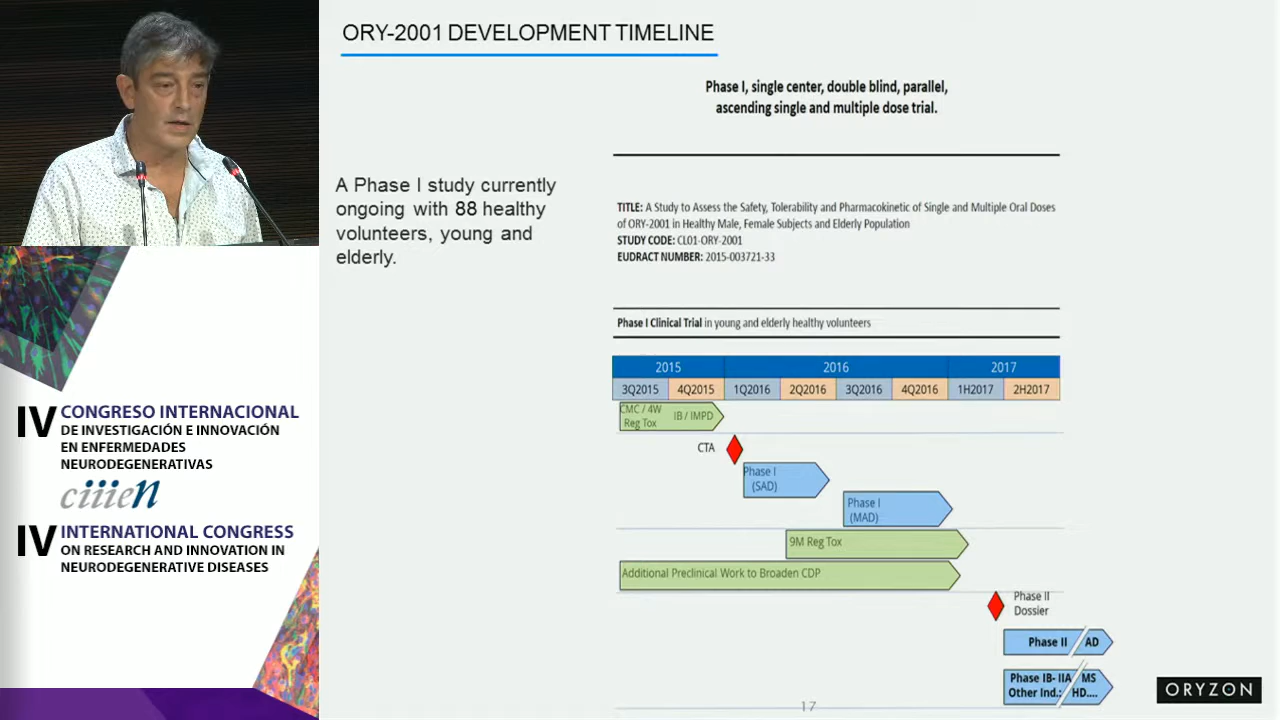 ORY-2001 DEVELOPMENT TIMELINE
Phase I, single center, double blind, parallel,
ascending single and multiple dose trial.
A Phase I study currently
ongoing with 88 healthy
volunteers, young and
elderly.
TITLE: A Study to Assess the Safety, Tolerability and Pharmacokinetic of Single and Multiple Oral Doses
of ORY-2001 in Healthy Male, Female Subjects and Elderly Population
STUDY CODE: CL01-ORY-2001
EUDRACT NUMBER: 2015-003721-33
Phase I Clinical Trial in young and elderly healthy volunteers
2015 2016 2017
3Q2015 4Q2015 1Q2016 2Q2016 3Q2016 4Q2016 1H2017 2H2017
CMC / 4W IB / IMPD
Reg Tox
CTA
Phase I
(SAD)
Phase I
(MAD)
9M Reg Tox
Additional Preclinical Work to Broaden CDP
Phase II
Dossier
Phase II AD
Phase IB- IIA MS
Other Ind.: HD....
17
ORYZON
IV CONGRESO INTERNACIONAL
DE INVESTIGACIÓN E INNOVACIÓN
EN ENFERMEDADES
NEURODEGENERATIVAS
ciiien
IV INTERNATIONAL CONGRESS
ON RESEARCH AND INNOVATION IN
NEURODEGENERATIVE DISEASES